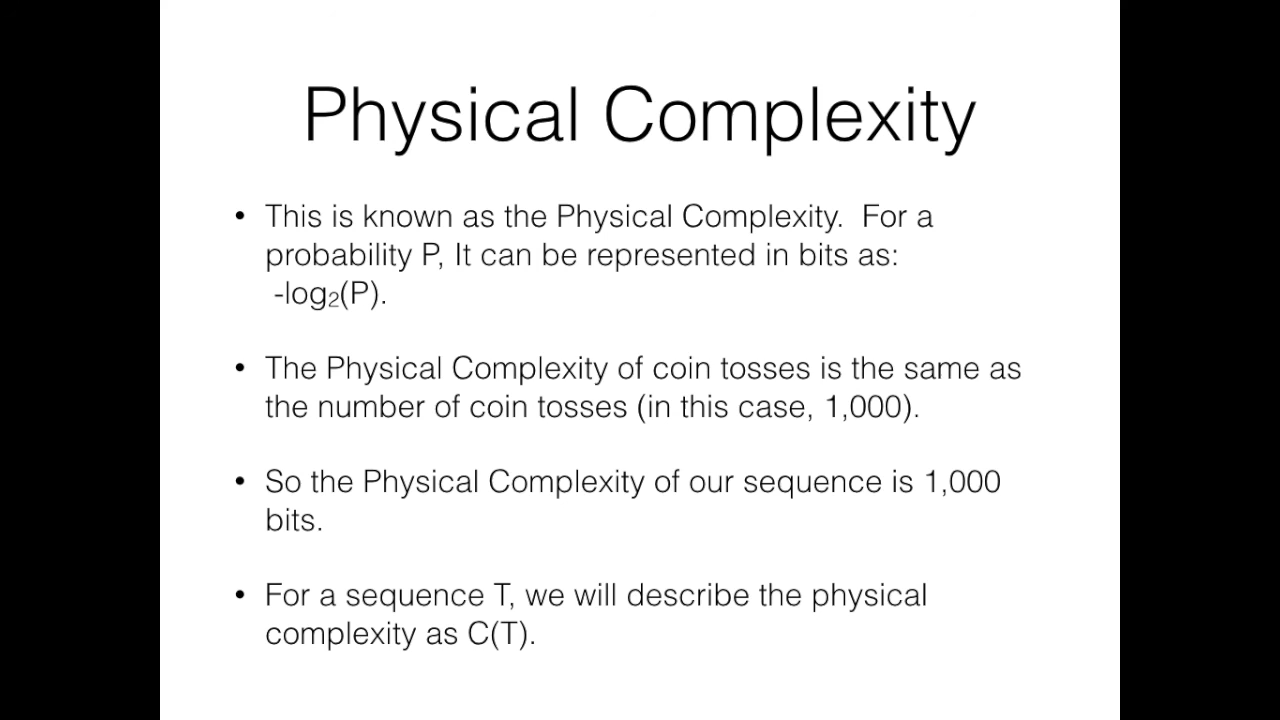 Physical Complexity
• This is known as the Physical Complexity.  For a
probability P, It can be represented in bits as:
-log₂(P).
• The Physical Complexity of coin tosses is the same as
the number of coin tosses (in this case, 1,000).
• So the Physical Complexity of our sequence is 1,000
bits.
• For a sequence T, we will describe the physical
complexity as C(T).